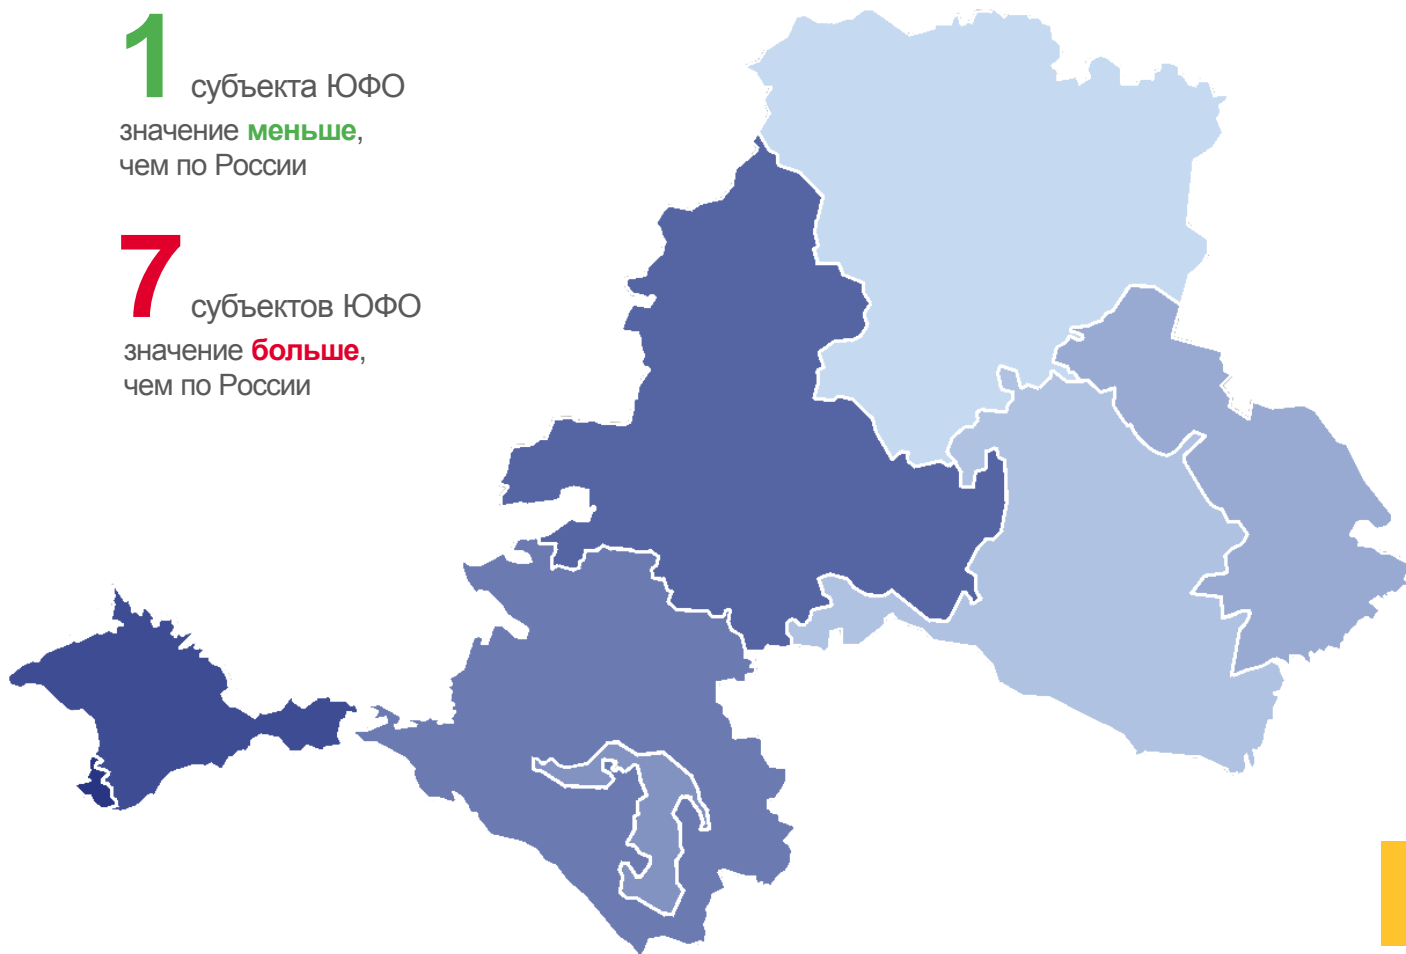 1 субъекта ЮФО
значение меньше,
чем по России
7 субъектов ЮФО
значение больше,
чем по России